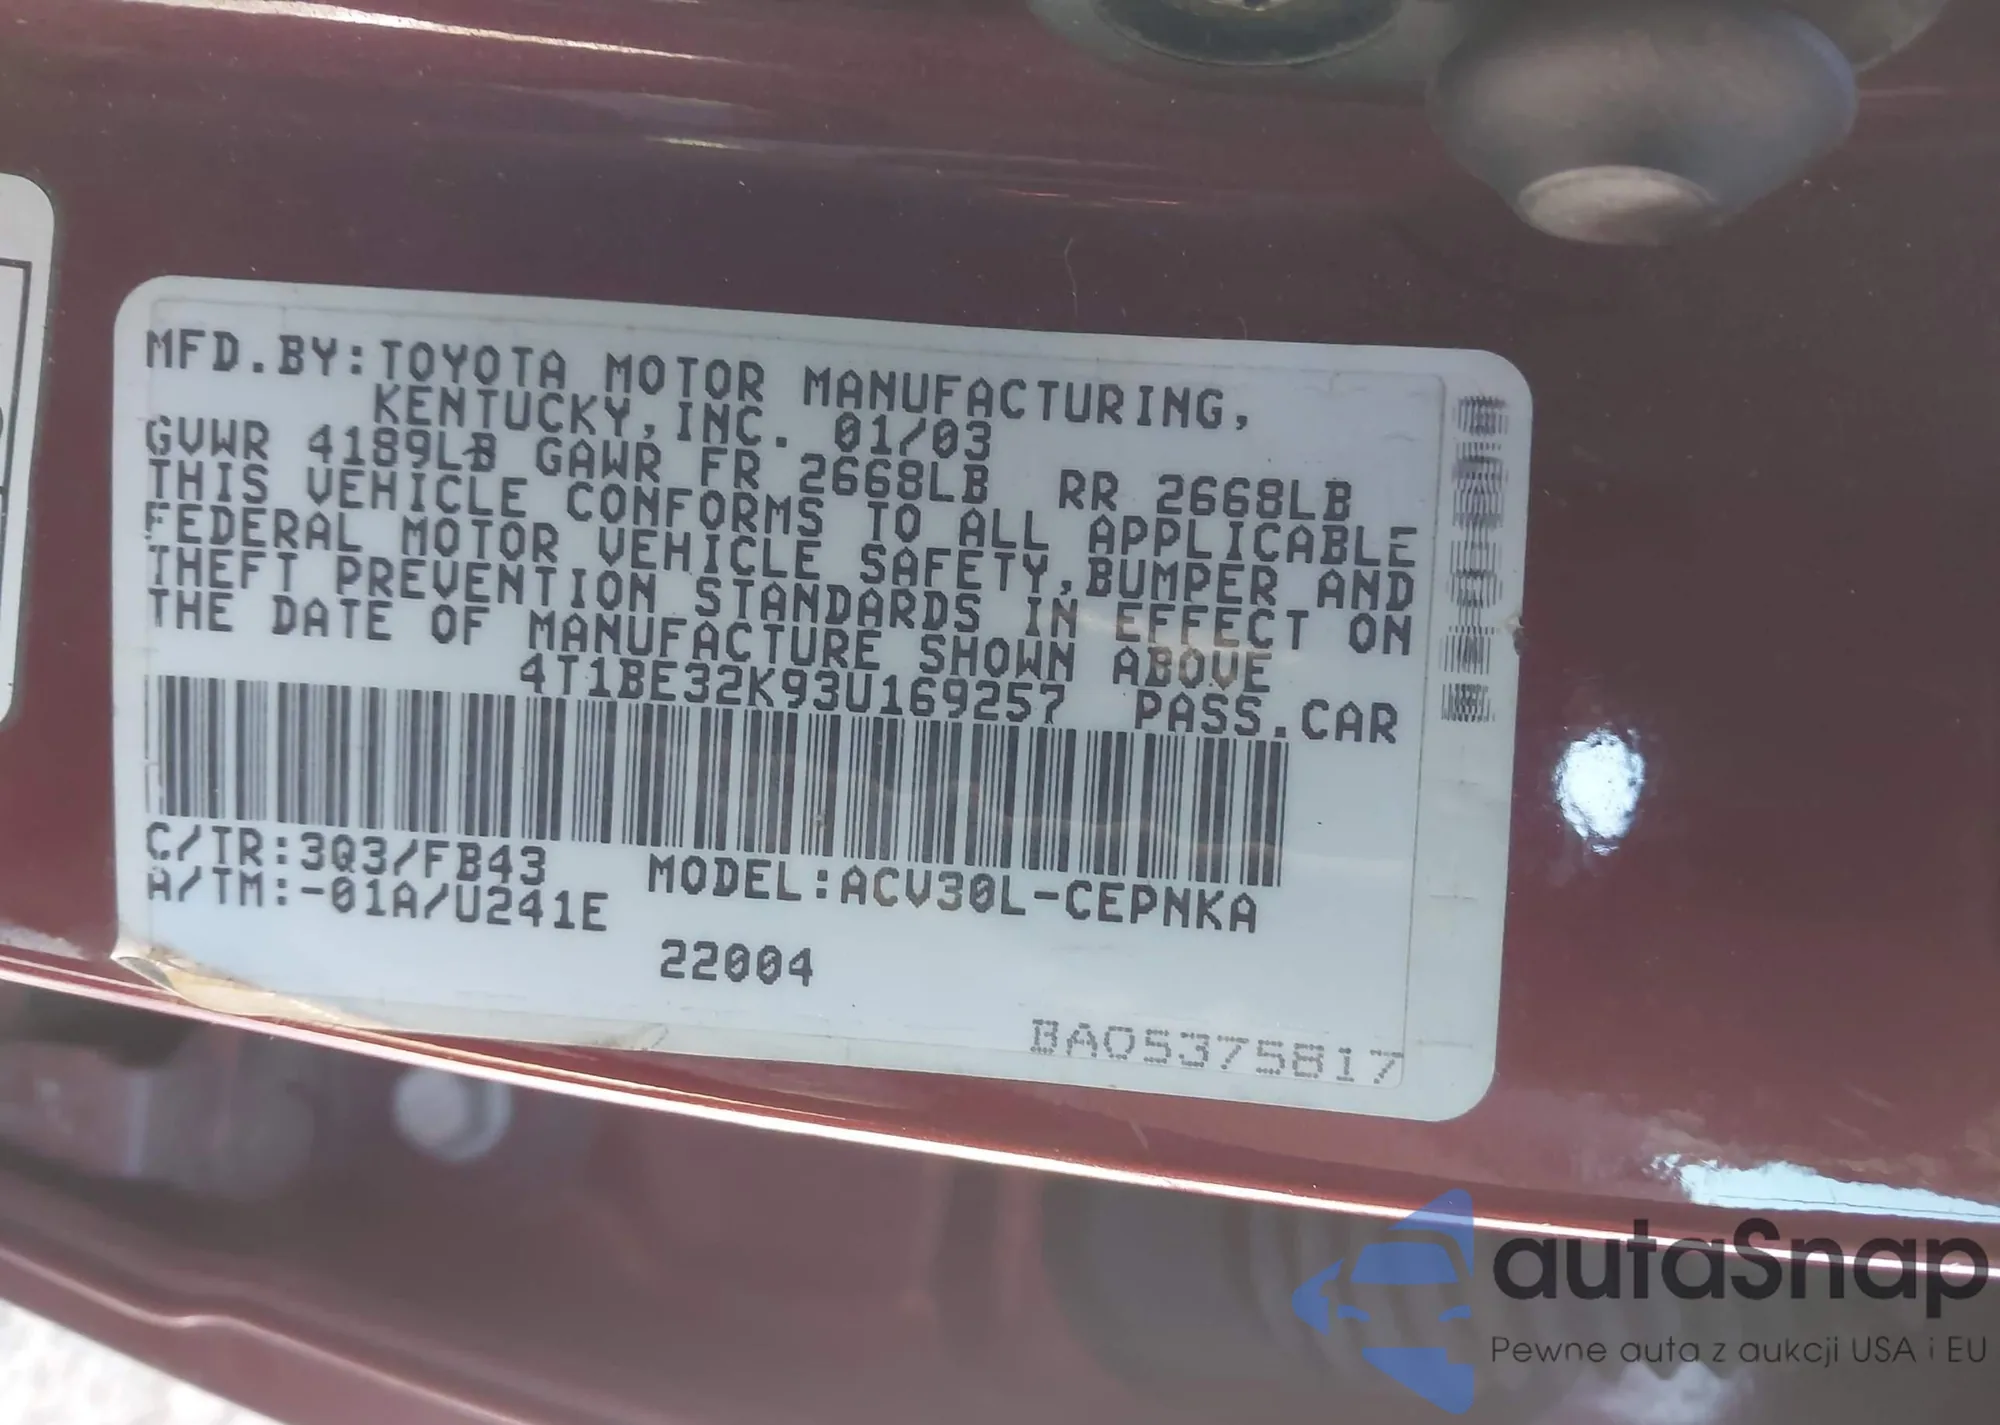 MFD.BY:TOYOTA MOTOR MANUFACTURING,
KENTUCKY,INC. 01/03
GVWR 4189LB GAWR FR 2668LB RR 2668LB
THIS VEHICLE CONFORMS TO ALL APPLICABLE
FEDERAL MOTOR VEHICLE SAFETY,BUMPER AND
THEFT PREVENTION STANDARDS IN EFFECT ON
THE DATE OF MANUFACTURE SHOWN ABOVE
4T1BE32K93U169257 PASS.CAR
C/TR:3Q3/FB43
A/TM:-01A/U241E
MODEL:ACV30L-CEPNKA
22004
BA05375817
autaSnap
Pewne auta z aukcji USA i EU